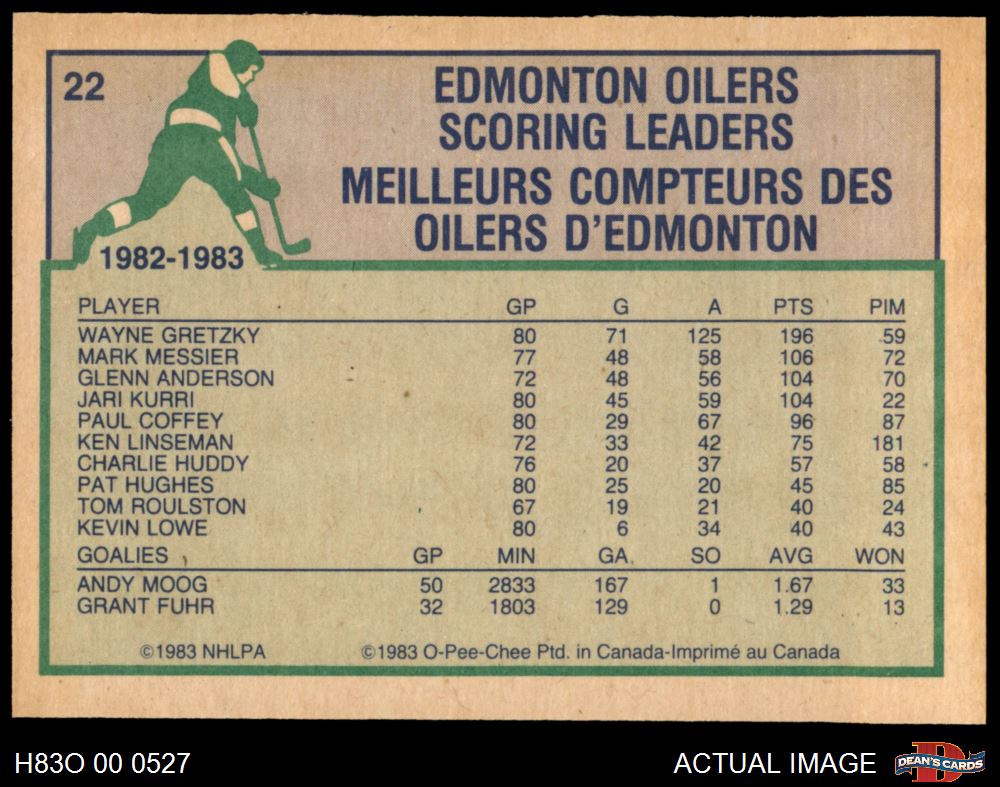 22
EDMONTON OILERS
SCORING LEADERS
MEILLEURS COMPTEURS DES
OILERS D'EDMONTON
1982-1983
PLAYER GP G A PTS PIM
WAYNE GRETZKY 80 71 125 196 59
MARK MESSIER 77 48 58 106 72
GLENN ANDERSON 72 48 56 104 70
JARI KURRI 80 45 59 104 22
PAUL COFFEY 80 29 67 96 87
KEN LINSEMAN 72 33 42 75 181
CHARLIE HUDDY 76 20 37 57 58
PAT HUGHES 80 25 20 45 85
TOM ROULSTON 67 19 21 40 24
KEVIN LOWE 80 6 34 40 43
GOALIES GP MIN GA. SO AVG WON
ANDY MOOG 50 2833 167 1 1.67 33
GRANT FUHR 32 1803 129 0 1.29 13
©1983 NHLPA ©1983 O-Pee-Chee Ptd. in Canada-Imprimé au Canada
H83O 00 0527 ACTUAL IMAGE
D
DEAN'S CARDS